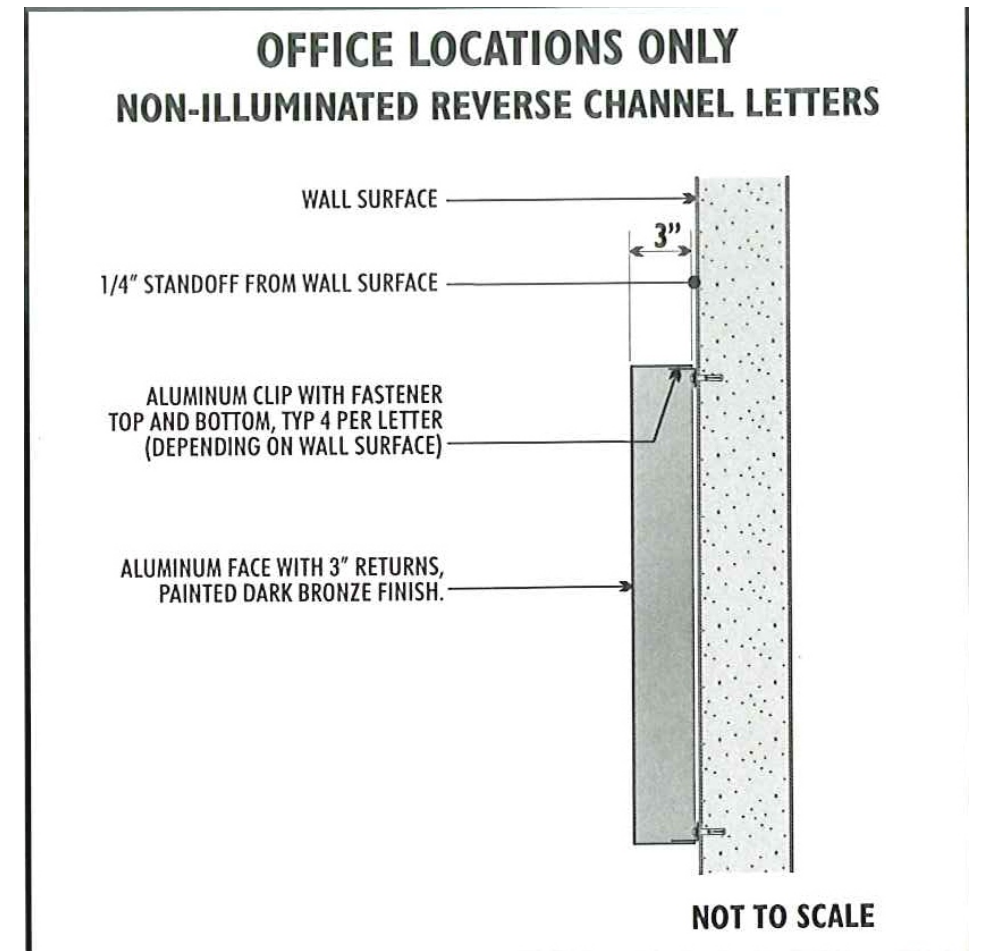 OFFICE LOCATIONS ONLY
NON-ILLUMINATED REVERSE CHANNEL LETTERS
WALL SURFACE
3”
1/4” STANDOFF FROM WALL SURFACE
ALUMINUM CLIP WITH FASTENER
TOP AND BOTTOM, TYP 4 PER LETTER
(DEPENDING ON WALL SURFACE)
ALUMINUM FACE WITH 3” RETURNS,
PAINTED DARK BRONZE FINISH.
NOT TO SCALE